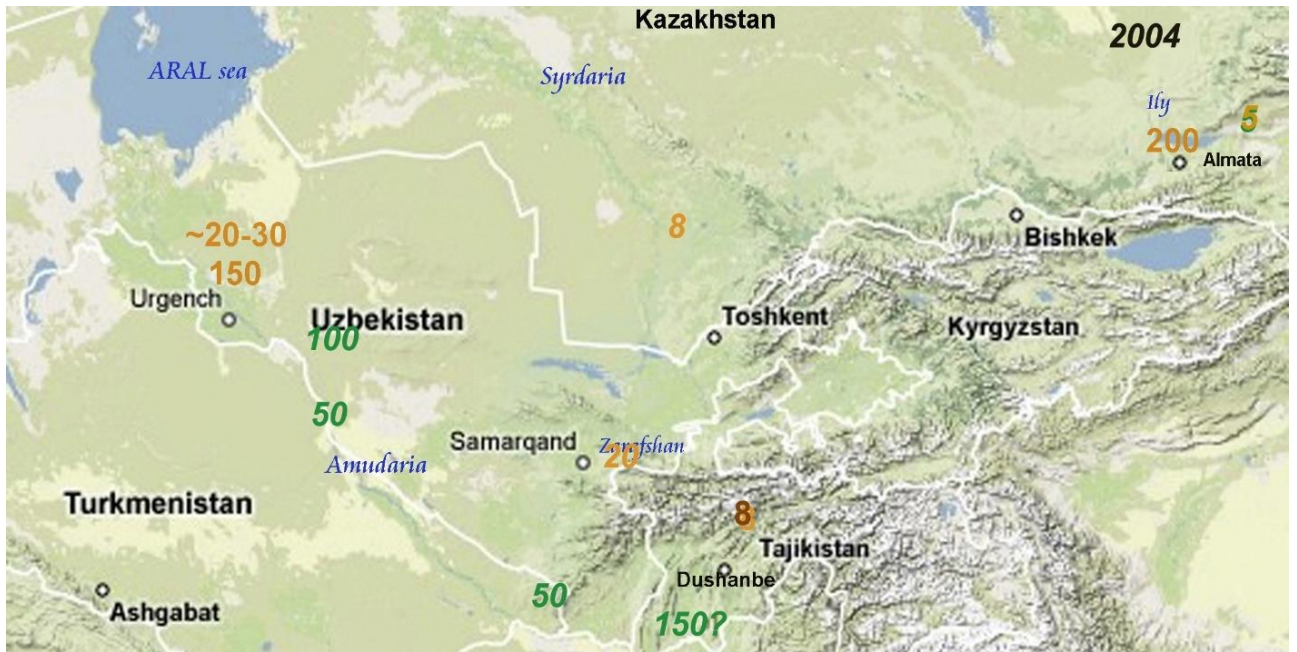 Kazakhstan
2004
ARAL sea
Syrdaria
Ily
5
200
Almata
~20-30
8
150
Bishkek
Urgench
Uzbekistan
Toshkent
Kyrgyzstan
100
50
Samarqand
Zarafshan
20
Amudaria
Turkmenistan
8
Tajikistan
Dushanbe
Ashgabat
50
150?